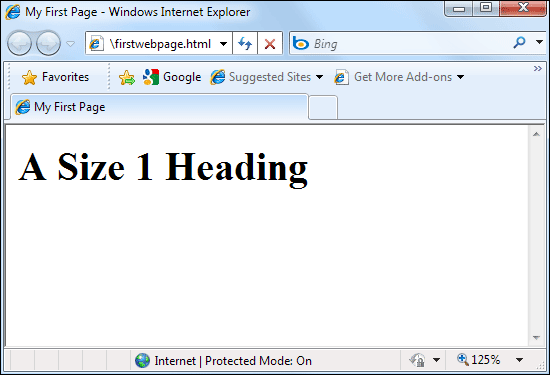 My First Page - Windows Internet Explorer
\firstwebpage.html
Bing
Favorites Google Suggested Sites Get More Add-ons
My First Page
A Size 1 Heading
Internet | Protected Mode: On 125%